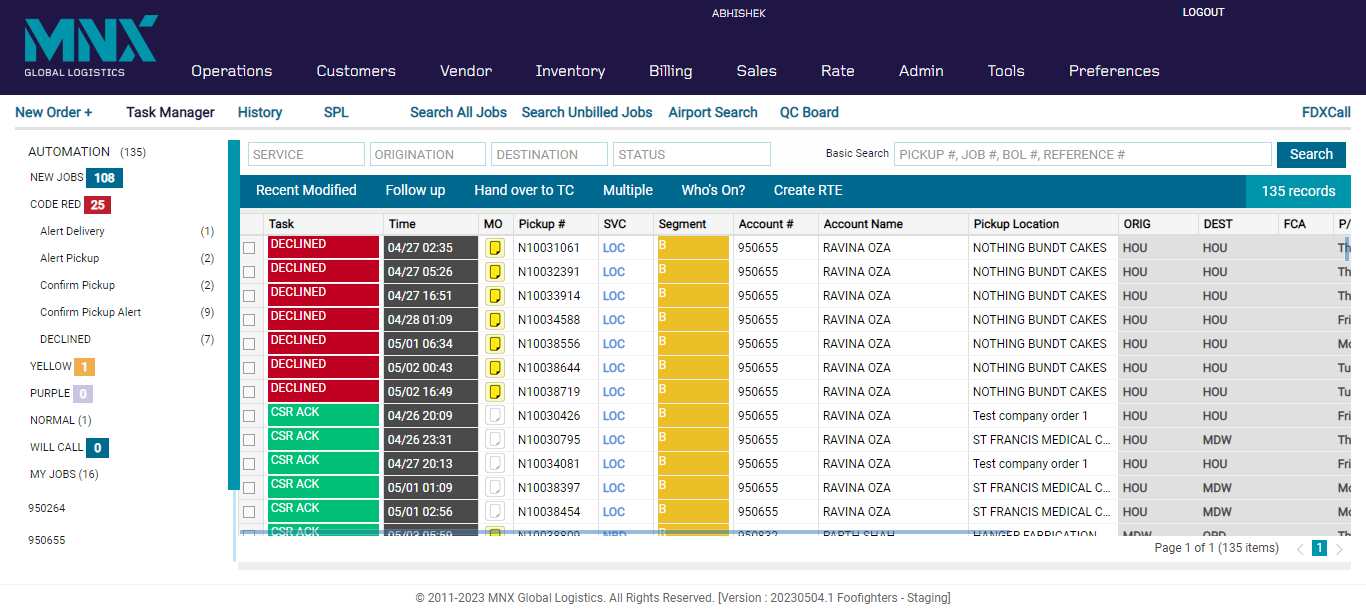 ABHISHEK LOGOUT
MNX
GLOBAL LOGISTICS
Operations Customers Vendor Inventory Billing Sales Rate Admin Tools Preferences
New Order + Task Manager History SPL Search All Jobs Search Unbilled Jobs Airport Search QC Board FDXCall
AUTOMATION (135)
NEW JOBS 108
CODE RED 25
Alert Delivery (1)
Alert Pickup (2)
Confirm Pickup (2)
Confirm Pickup Alert (9)
DECLINED (7)
YELLOW 1
PURPLE 0
NORMAL (1)
WILL CALL 0
MY JOBS (16)
950264
950655
SERVICE ORIGINATION DESTINATION STATUS Basic Search PICKUP #, JOB #, BOL #, REFERENCE # Search
Recent Modified Follow up Hand over to TC Multiple Who's On? Create RTE 135 records
Task Time MO Pickup # SVC Segment Account # Account Name Pickup Location ORIG DEST FCA P/
DECLINED 04/27 02:35 N10031061 LOC B 950655 RAVINA OZA NOTHING BUNDT CAKES HOU HOU Th
DECLINED 04/27 05:26 N10032391 LOC B 950655 RAVINA OZA NOTHING BUNDT CAKES HOU HOU Th
DECLINED 04/27 16:51 N10033914 LOC B 950655 RAVINA OZA NOTHING BUNDT CAKES HOU HOU Th
DECLINED 04/28 01:09 N10034588 LOC B 950655 RAVINA OZA NOTHING BUNDT CAKES HOU HOU Fri
DECLINED 05/01 06:34 N10038556 LOC B 950655 RAVINA OZA NOTHING BUNDT CAKES HOU HOU Mo
DECLINED 05/02 00:43 N10038644 LOC B 950655 RAVINA OZA NOTHING BUNDT CAKES HOU HOU Tu
DECLINED 05/02 16:49 N10038719 LOC B 950655 RAVINA OZA NOTHING BUNDT CAKES HOU HOU Tu
CSR ACK 04/26 20:09 N10030426 LOC B 950655 RAVINA OZA Test company order 1 HOU HOU Fri
CSR ACK 04/26 23:31 N10030795 LOC B 950655 RAVINA OZA ST FRANCIS MEDICAL C... HOU MDW Th
CSR ACK 04/27 20:13 N10034081 LOC B 950655 RAVINA OZA Test company order 1 HOU HOU Fri
CSR ACK 05/01 01:09 N10038397 LOC B 950655 RAVINA OZA ST FRANCIS MEDICAL C... HOU MDW Mo
CSR ACK 05/01 02:56 N10038454 LOC B 950655 RAVINA OZA ST FRANCIS MEDICAL C... HOU MDW Mo
CSR ACK 05/03 05:59 N10038809 NBD B 950832 PARTH SHAH HANGER FABRICATION MDW ORD Th
Page 1 of 1 (135 items) 1
© 2011-2023 MNX Global Logistics. All Rights Reserved. [Version : 20230504.1 Foofighters - Staging]